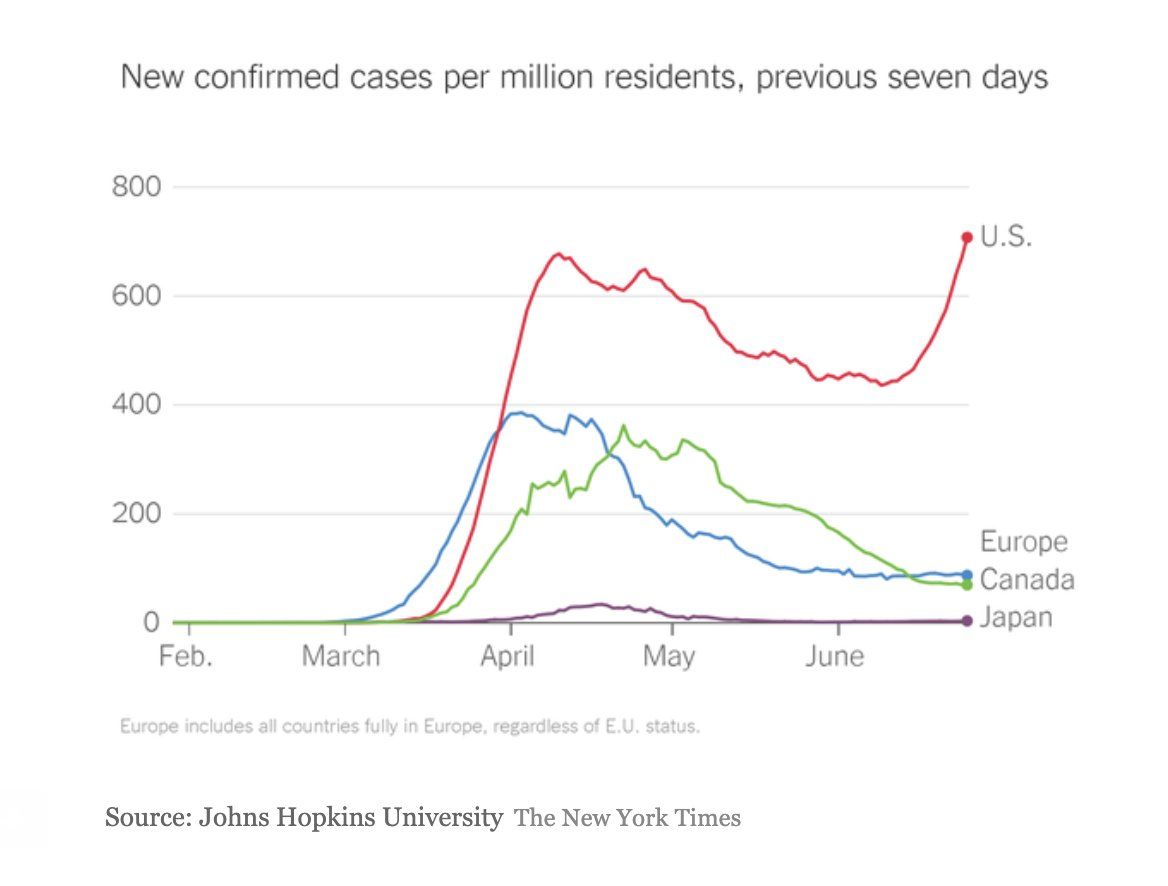 New confirmed cases per million residents, previous seven days
800
U.S.
600
400
200
Europe
Canada
0
Japan
Feb. March April May June
Europe includes all countries fully in Europe, regardless of E.U. status.
Source: Johns Hopkins University The New York Times